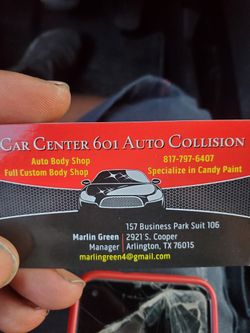 Car Center 601 Auto Collision
Auto Body Shop 817-797-6407
Full Custom Body Shop Specialize in Candy Paint
157 Business Park Suit 106
Marlin Green 2921 S. Cooper
Manager Arlington, TX 76015
marlingreen4@gmail.com